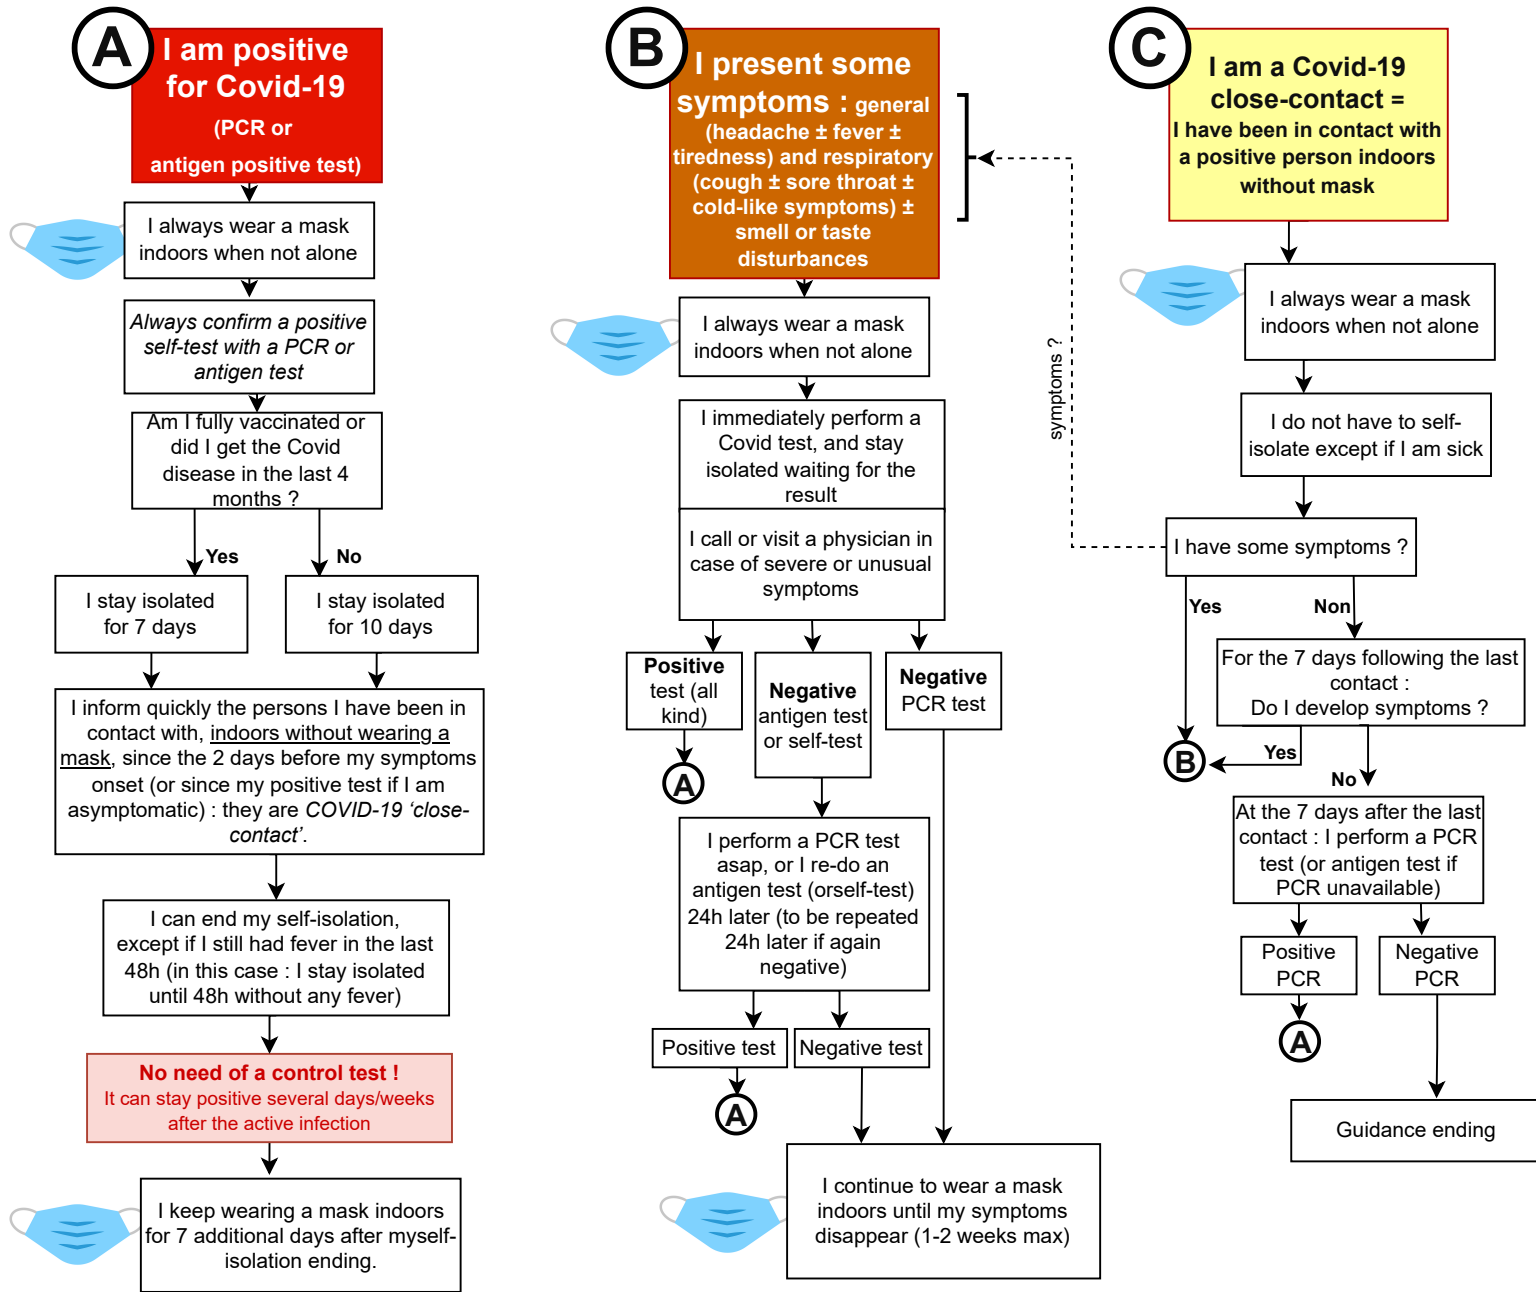 A
I am positive
for Covid-19
(PCR or
antigen positive test)
I always wear a mask
indoors when not alone
Always confirm a positive
self-test with a PCR or
antigen test
Am I fully vaccinated or
did I get the Covid
disease in the last 4
months ?
Yes
No
I stay isolated
for 7 days
I stay isolated
for 10 days
I inform quickly the persons I have been in
contact with, indoors without wearing a
mask, since the 2 days before my symptoms
onset (or since my positive test if I am
asymptomatic) : they are COVID-19 ‘close-
contact’.
I can end my self-isolation,
except if I still had fever in the last
48h (in this case : I stay isolated
until 48h without any fever)
No need of a control test !
It can stay positive several days/weeks
after the active infection
I keep wearing a mask indoors
for 7 additional days after myself-
isolation ending.
B
I present some
symptoms : general
(headache ± fever ±
tiredness) and respiratory
(cough ± sore throat ±
cold-like symptoms) ±
smell or taste
disturbances
I always wear a mask
indoors when not alone
I immediately perform a
Covid test, and stay
isolated waiting for the
result
I call or visit a physician in
case of severe or unusual
symptoms
Positive
test (all
kind)
A
Negative
antigen test
or self-test
Negative
PCR test
I perform a PCR test
asap, or I re-do an
antigen test (orself-test)
24h later (to be repeated
24h later if again
negative)
Positive test
Negative test
A
I continue to wear a mask
indoors until my symptoms
disappear (1-2 weeks max)
symptoms ?
C
I am a Covid-19
close-contact =
I have been in contact with
a positive person indoors
without mask
I always wear a mask
indoors when not alone
I do not have to self-
isolate except if I am sick
I have some symptoms ?
Yes
Non
For the 7 days following the last
contact :
Do I develop symptoms ?
B
Yes
No
At the 7 days after the last
contact : I perform a PCR
test (or antigen test if
PCR unavailable)
Positive
PCR
Negative
PCR
A
Guidance ending